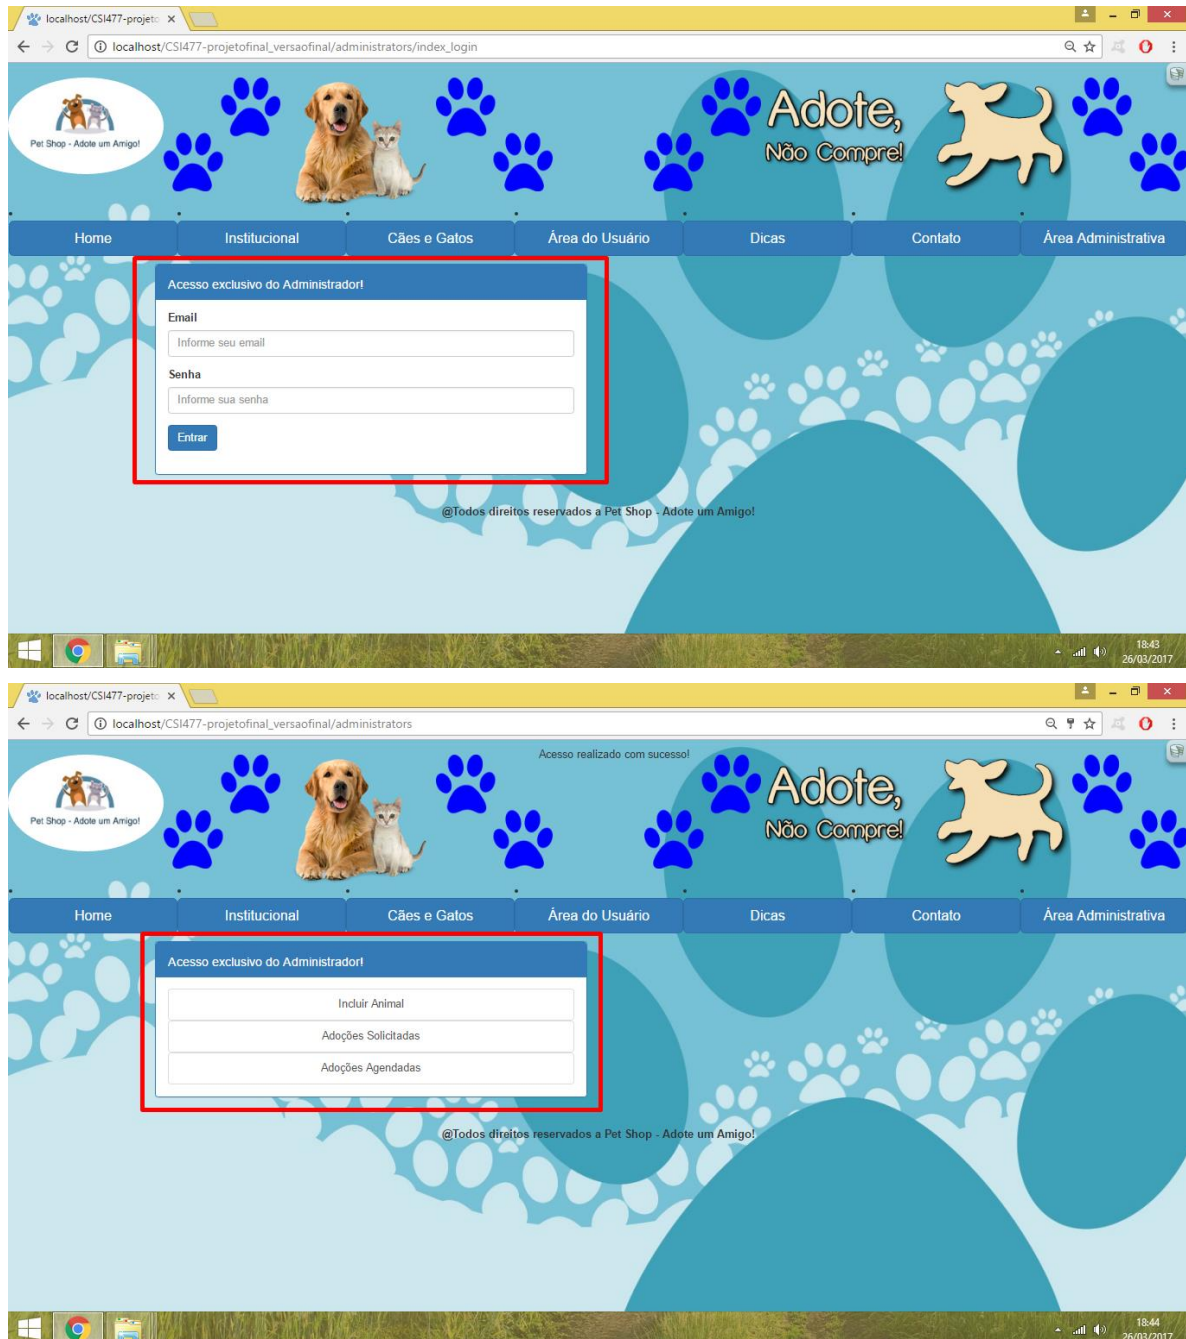 localhost/CSI477-projeto
localhost/CSI477-projetofinal_versaofinal/administrators/index_login
Pet Shop - Adote um Amigo!
Adote,
Não Compre!
Home Institucional Cães e Gatos Área do Usuário Dicas Contato Área Administrativa
Acesso exclusivo do Administrador!
Email
Informe seu email
Senha
Informe sua senha
Entrar
@Todos direitos reservados a Pet Shop - Adote um Amigo!
18:43
26/03/2017
localhost/CSI477-projeto
localhost/CSI477-projetofinal_versaofinal/administrators
Acesso realizado com sucesso!
Pet Shop - Adote um Amigo!
Adote,
Não Compre!
Home Institucional Cães e Gatos Área do Usuário Dicas Contato Área Administrativa
Acesso exclusivo do Administrador!
Incluir Animal
Adoções Solicitadas
Adoções Agendadas
@Todos direitos reservados a Pet Shop - Adote um Amigo!
18:44
26/03/2017